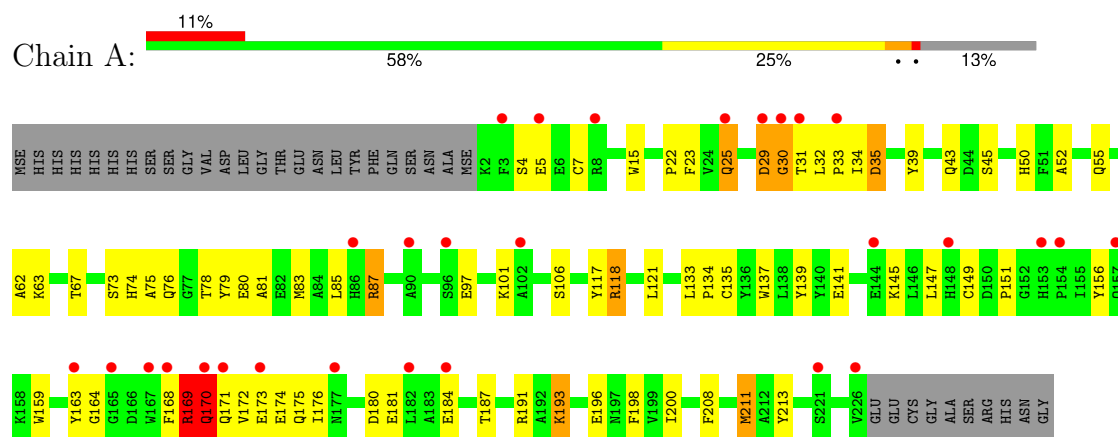 11%
Chain A:
58% 25% • • 13%
MSE HIS HIS HIS HIS HIS HIS SER SER GLY VAL ASP LEU GLY THR GLU ASN LEU TYR PHE GLN SER ASN ALA MSE K2 F3 S4 E5 E6 C7 R8 W15 P22 F23 V24 Q25 D29 G30 T31 L32 P33 I34 D35 Y39 Q43 D44 S45 H50 F51 A52 Q55
A62 K63 T67 S73 H74 A75 Q76 G77 T78 Y79 E80 A81 E82 M83 A84 L85 H86 R87 A90 S96 E97 K101 A102 S106 Y117 R118 L121 L133 P134 C135 Y136 W137 L138 Y139 Y140 E141 E144 K145 L146 L147 H148 C149 D150 P151 G152 H153 P154 I155 Y156 Q157
K158 W159 Y163 G164 G165 D166 W167 F168 R169 Q170 Q171 V172 E173 E174 Q175 I176 N177 D180 E181 L182 A183 E184 T187 R191 A192 K193 E196 N197 F198 V199 I200 F208 M211 A212 Y213 S221 V226 GLU GLU CYS GLY ALA SER ARG HIS ASN GLY